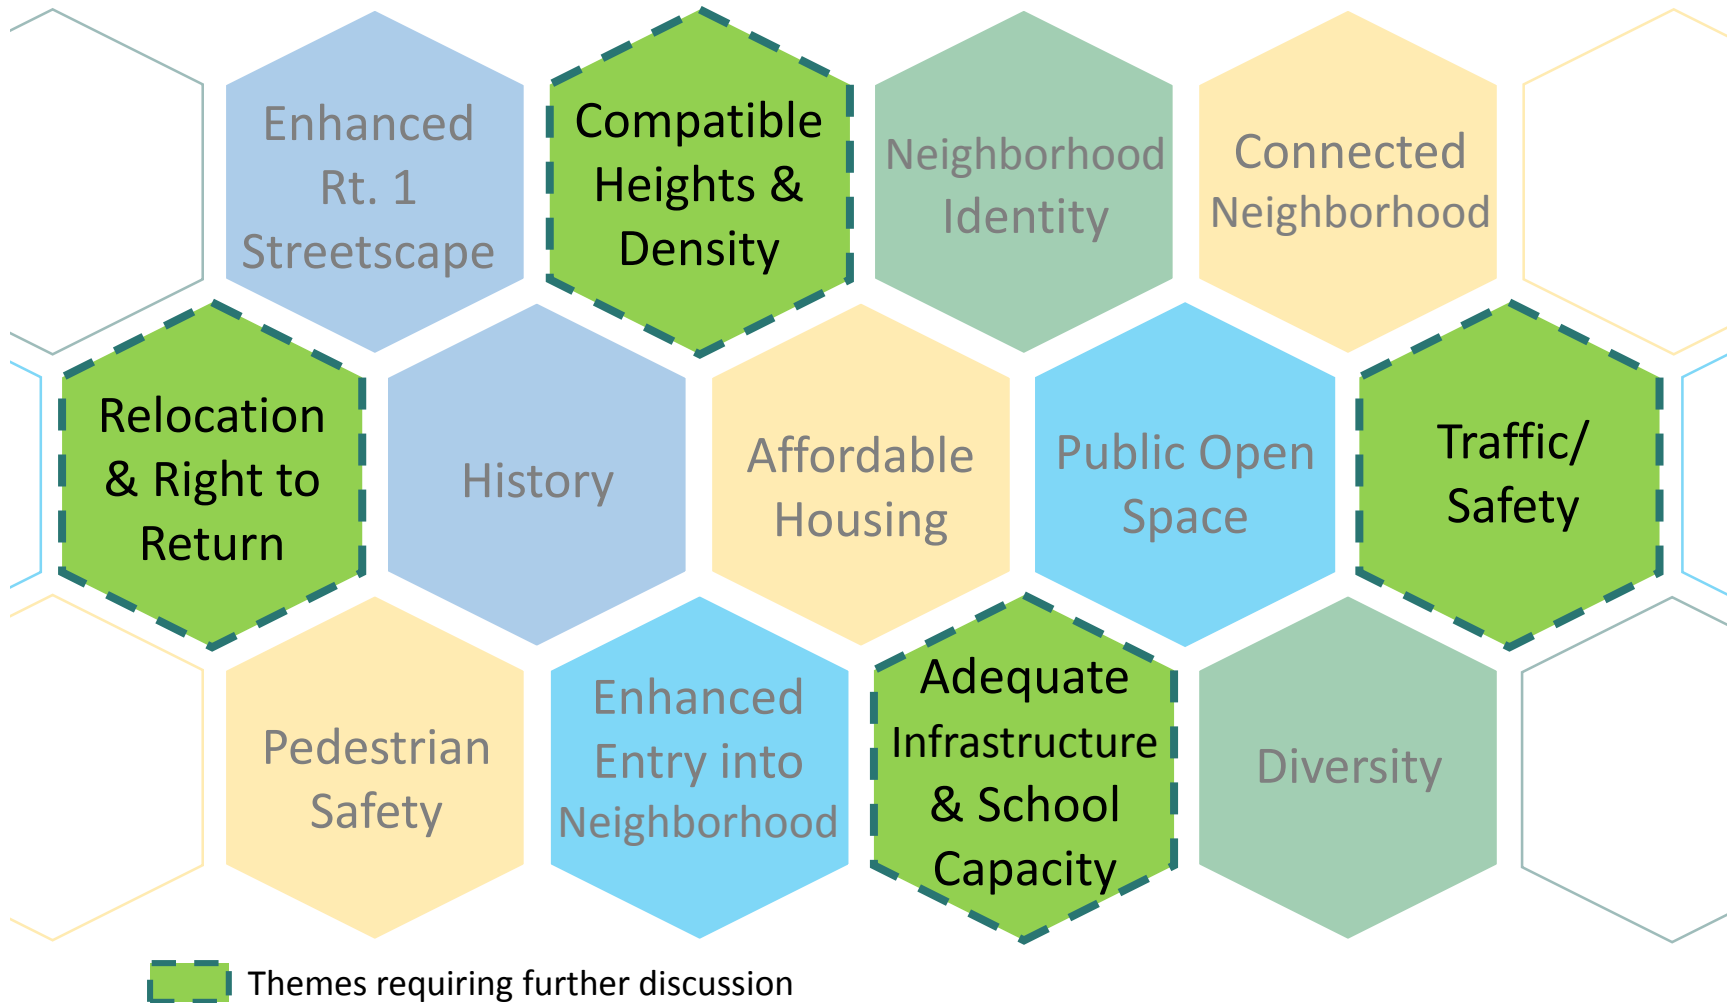 Enhanced
Rt. 1
Streetscape
Compatible
Heights &
Density
Neighborhood
Identity
Connected
Neighborhood
Relocation
& Right to
Return
History
Affordable
Housing
Public Open
Space
Traffic/
Safety
Pedestrian
Safety
Enhanced
Entry into
Neighborhood
Adequate
Infrastructure
& School
Capacity
Diversity
Themes requiring further discussion